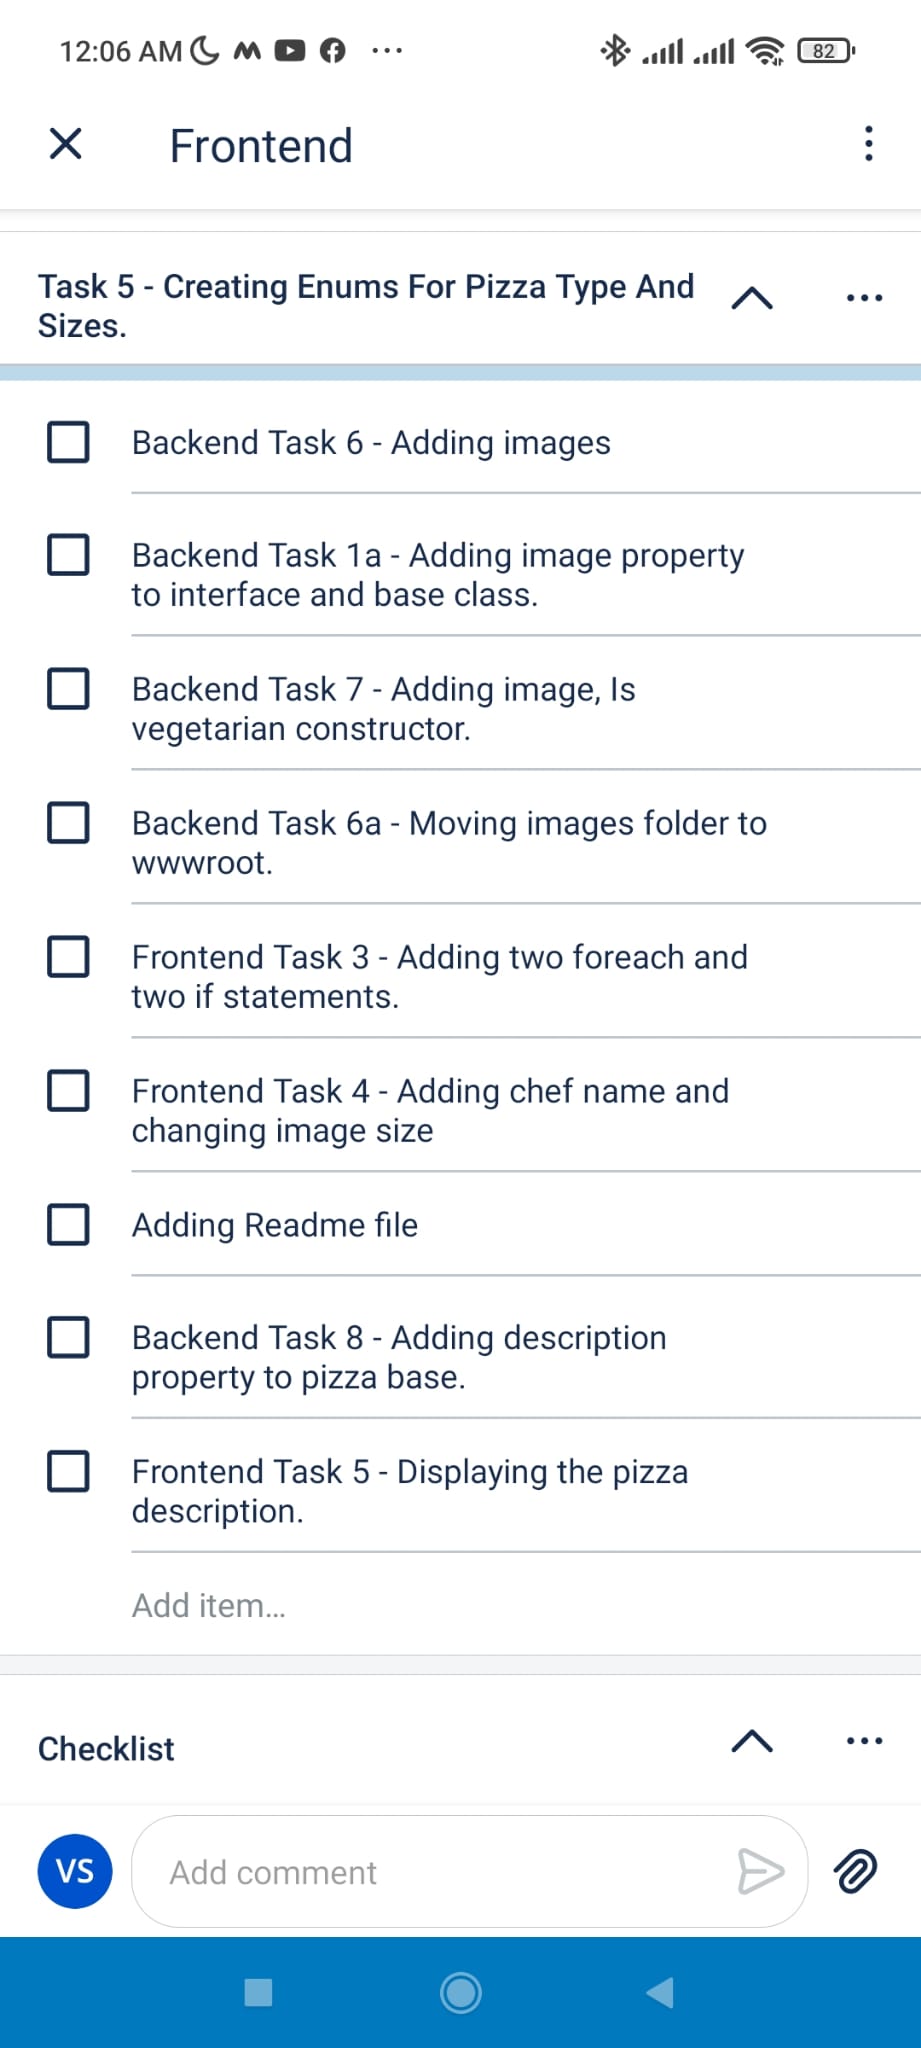 12:06 AM
82
Frontend
Task 5 - Creating Enums For Pizza Type And
Sizes.
Backend Task 6 - Adding images
Backend Task 1a - Adding image property
to interface and base class.
Backend Task 7 - Adding image, Is
vegetarian constructor.
Backend Task 6a - Moving images folder to
wwwroot.
Frontend Task 3 - Adding two foreach and
two if statements.
Frontend Task 4 - Adding chef name and
changing image size
Adding Readme file
Backend Task 8 - Adding description
property to pizza base.
Frontend Task 5 - Displaying the pizza
description.
Add item...
Checklist
VS
Add comment